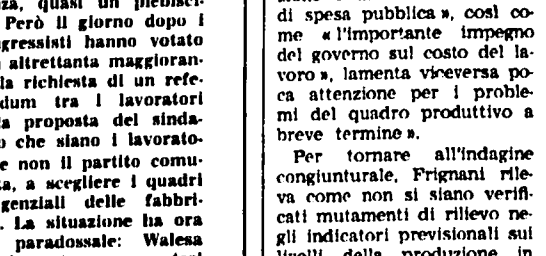 za, quasi un plebisci-
Però il giorno dopo i
gressisti hanno votato
altrettanta maggioran-
la richiesta di un refe-
dum tra i lavoratori
a proposta del sinda-
o che siano i lavorato-
e non il partito comu-
a, a scegliere i quadri
genziali delle fabbri-
. La situazione ha ora
paradossale: Walesa
di spesa pubblica», così co-
me «l'importante impegno
del governo sul costo del la-
voro», lamenta viceversa po-
ca attenzione per i proble-
mi del quadro produttivo a
breve termine».
Per tornare all'indagine
congiunturale, Frignani rile-
va come non si siano verifi-
cati mutamenti di rilievo ne-
gli indicatori previsionali sui
livelli della produzione in